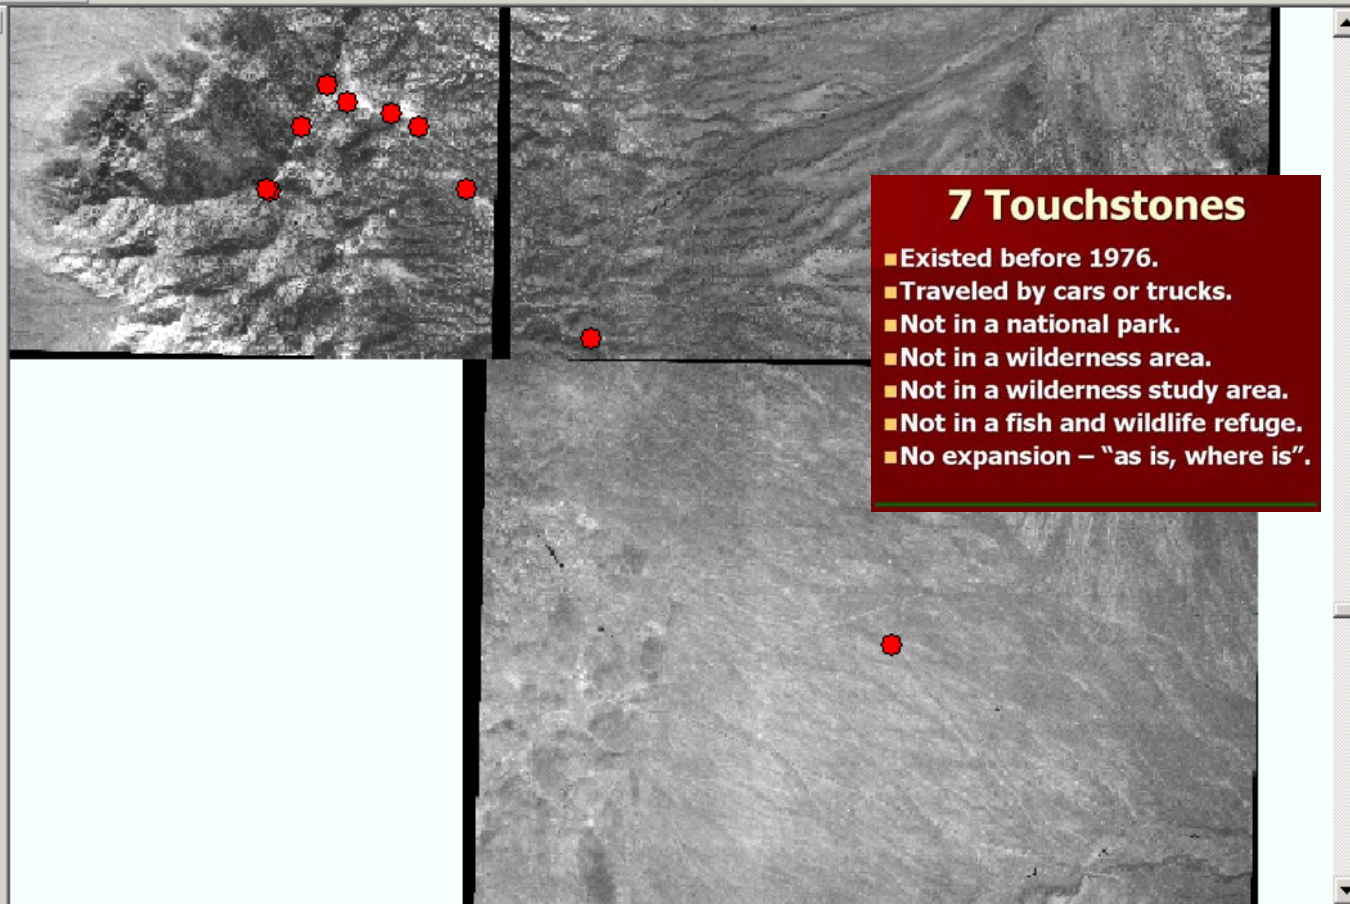 7 Touchstones
Existed before 1976.
Traveled by cars or trucks.
Not in a national park.
Not in a wilderness area.
Not in a wilderness study area.
Not in a fish and wildlife refuge.
No expansion – “as is, where is”.